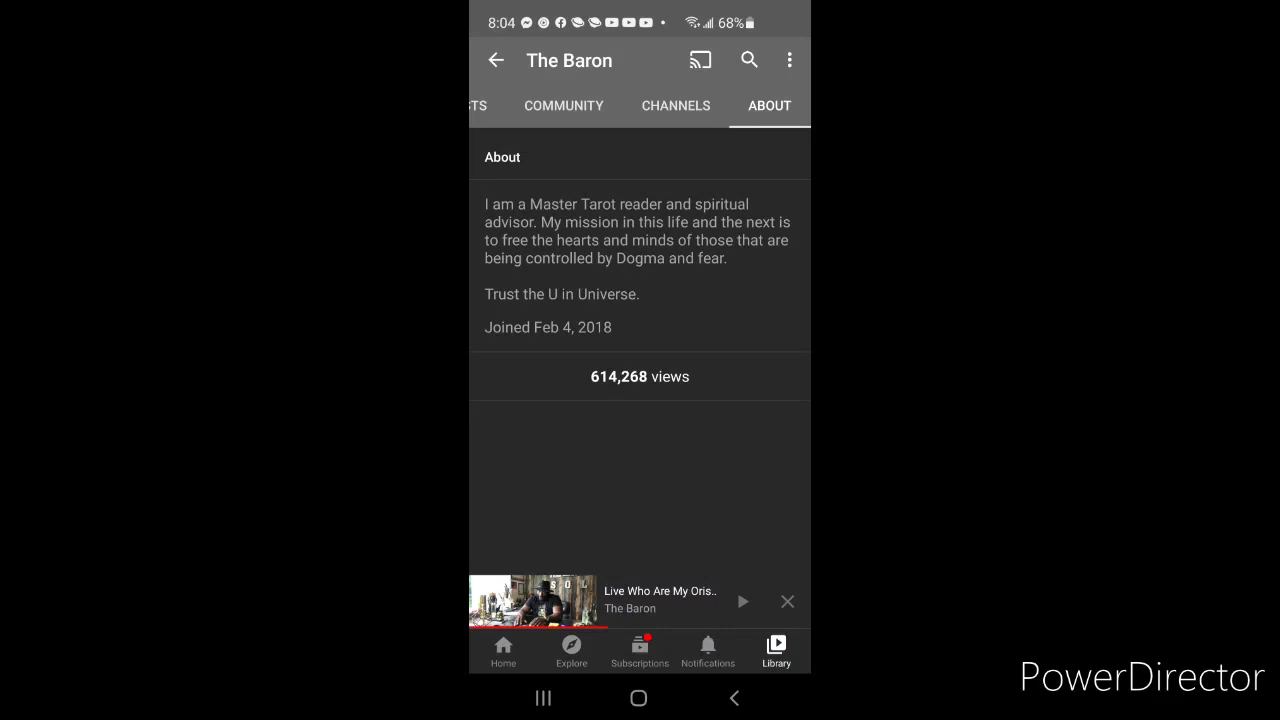 8:04 68%
The Baron
TS COMMUNITY CHANNELS ABOUT
About
I am a Master Tarot reader and spiritual
advisor. My mission in this life and the next is
to free the hearts and minds of those that are
being controlled by Dogma and fear.
Trust the U in Universe.
Joined Feb 4, 2018
614,268 views
S O L
Live Who Are My Oris..
The Baron
Home Explore Subscriptions Notifications Library
PowerDirector